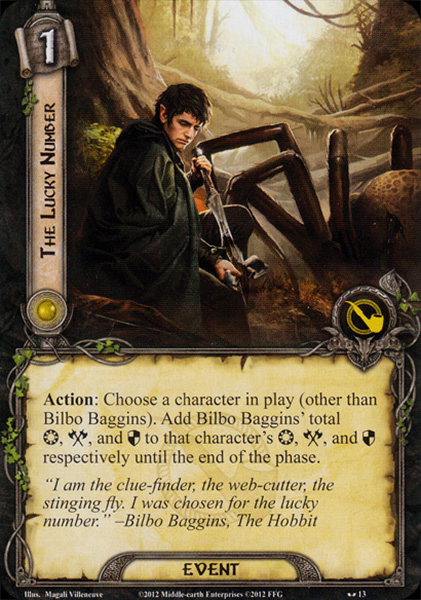 1
THE LUCKY NUMBER
Action: Choose a character in play (other than
Bilbo Baggins). Add Bilbo Baggins’ total
, , and to that character’s , , and
respectively until the end of the phase.
“I am the clue-finder, the web-cutter, the
stinging fly. I was chosen for the lucky
number.” –Bilbo Baggins, The Hobbit
EVENT
Illus. Magali Villeneuve ©2012 Middle-earth Enterprises ©2012 FFG 13